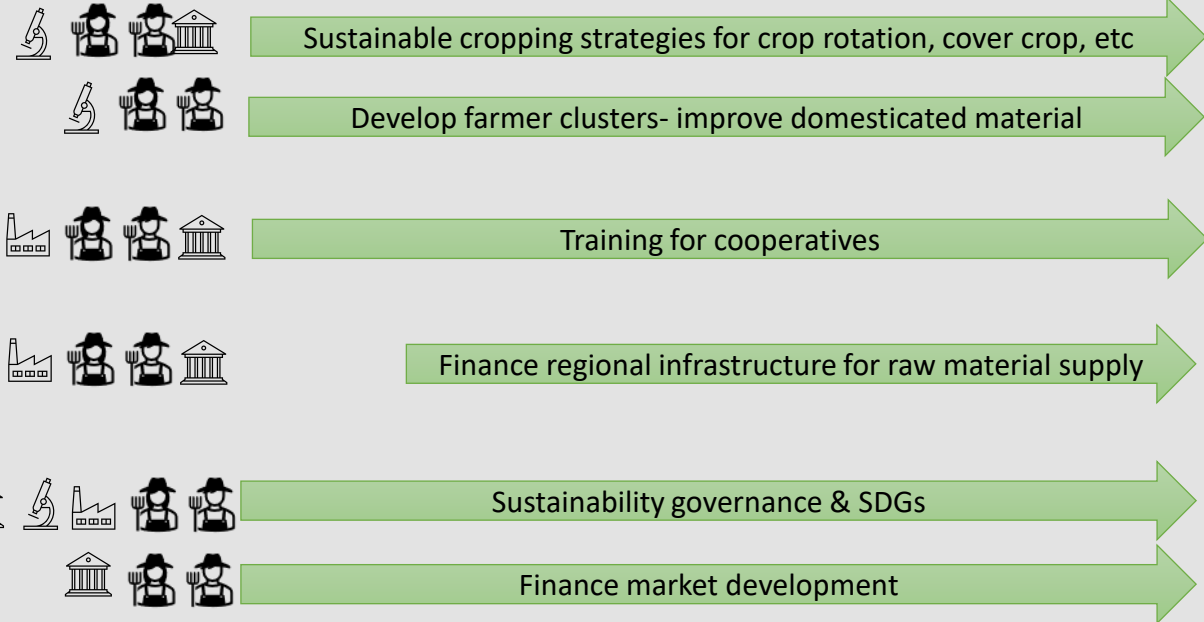 Sustainable cropping strategies for crop rotation, cover crop, etc
Develop farmer clusters- improve domesticated material
Training for cooperatives
Finance regional infrastructure for raw material supply
Sustainability governance & SDGs
Finance market development